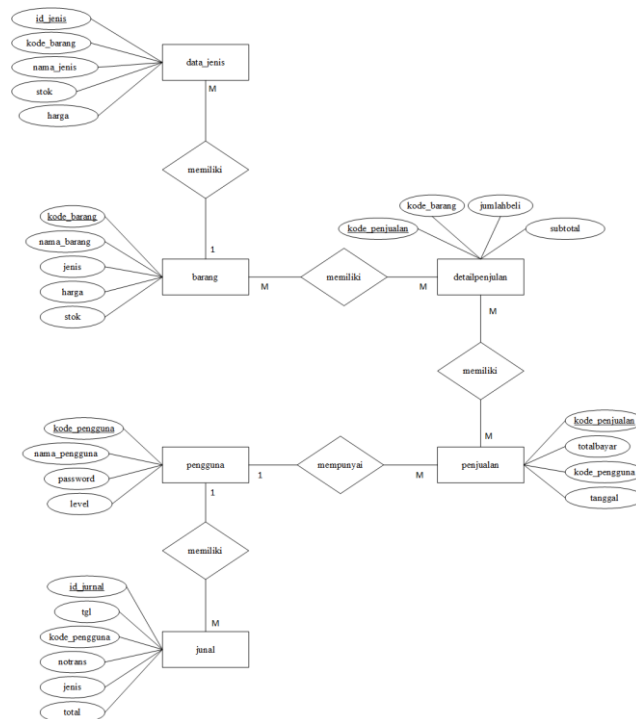 id_jenis
kode_barang
nama_jenis
stok
harga
data_jenis
M
memiliki
1
kode_barang
nama_barang
jenis
harga
stok
barang
M
memiliki
M
kode_barang
jumlahbeli
kode_penjualan
subtotal
detailpenjulan
M
memiliki
M
kode_pengguna
nama_pengguna
password
level
pengguna
1
mempunyai
M
penjualan
kode_penjualan
totalbayar
kode_pengguna
tanggal
1
memiliki
M
id_jurnal
tgl
kode_pengguna
notrans
jenis
total
junal